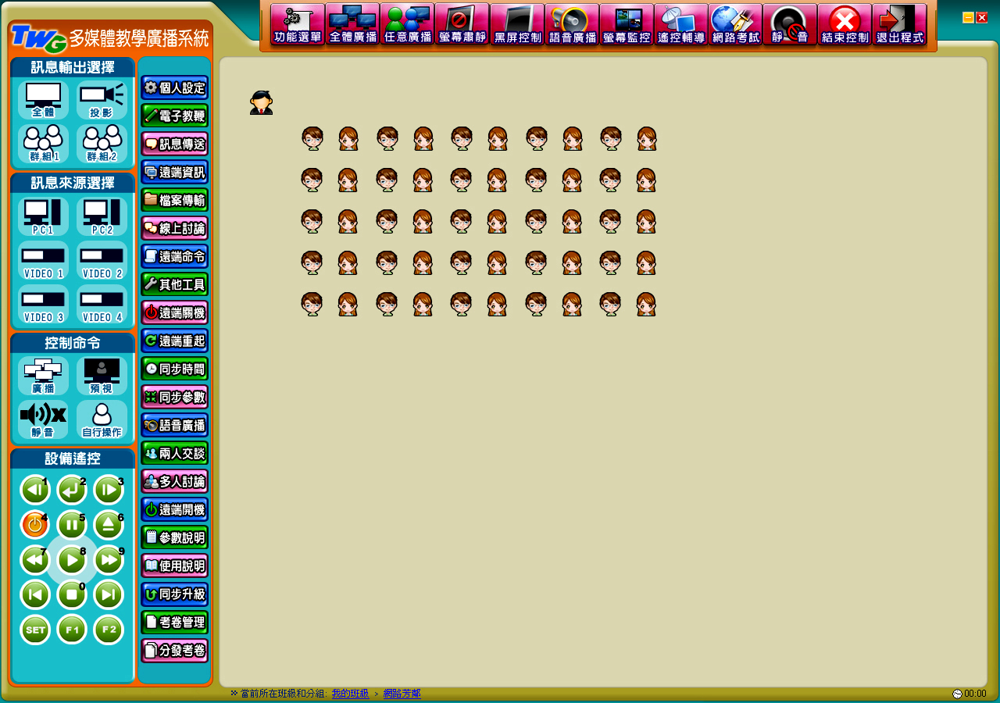 功能選單 全體廣播 任意廣播 螢幕肅靜 黑屏控制 語音廣播 螢幕監控 遙控輔導 網路考試 靜音 結束控制 退出程式
TWG 多媒體教學廣播系統
訊息輸出選擇
全體 投影
群組1 群組2
訊息來源選擇
PC1 PC2
VIDEO 1 VIDEO 2
VIDEO 3 VIDEO 4
控制命令
廣播 預視
靜音 自行操作
設備遙控
1 2 3
4 5 6
7 8 9
0
SET F1 F2
個人設定
電子教鞭
訊息傳送
遠端資訊
檔案傳輸
線上討論
遠端命令
其他工具
遠端關機
遠端重起
同步時間
同步參數
語音廣播
兩人交談
多人討論
遠端開機
參數說明
使用說明
同步升級
考卷管理
分發考卷
當前所在班級和分組: 我的班級 > 網路芳鄰
00:00